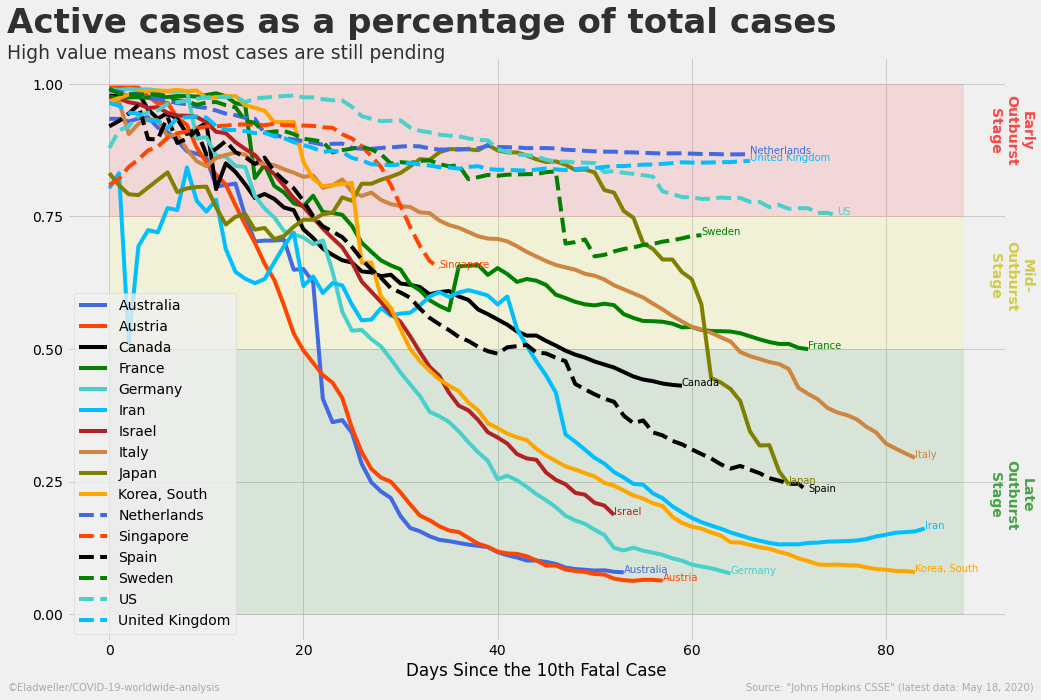 Active cases as a percentage of total cases
High value means most cases are still pending
1.00
0.75
0.50
0.25
0.00
Early
Outburst
Stage
Mid-
Outburst
Stage
Late
Outburst
Stage
Netherlands
United Kingdom
US
Sweden
Singapore
France
Canada
Italy
Japan
Spain
Israel
Iran
Australia
Austria
Germany
Korea, South
Australia
Austria
Canada
France
Germany
Iran
Israel
Italy
Japan
Korea, South
Netherlands
Singapore
Spain
Sweden
US
United Kingdom
0
20
40
60
80
Days Since the 10th Fatal Case
©Eladweller/COVID-19-worldwide-analysis
Source: "Johns Hopkins CSSE" (latest data: May 18, 2020)